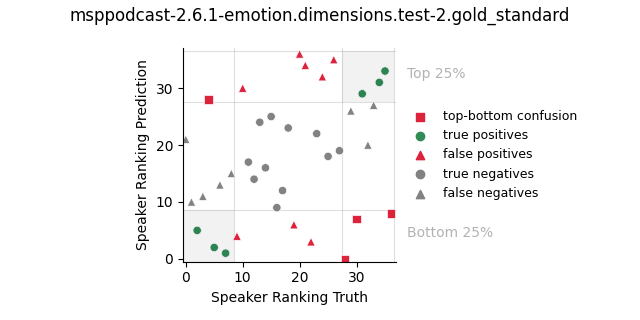 msppodcast-2.6.1-emotion.dimensions.test-2.gold_standard
Speaker Ranking Prediction
30
20
10
0
0
10
20
30
Speaker Ranking Truth
Top 25%
top-bottom confusion
true positives
false positives
true negatives
false negatives
Bottom 25%